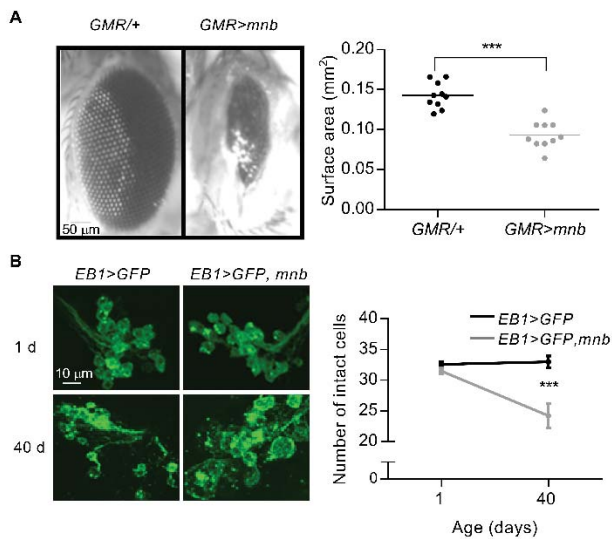 A
GMR/+
GMR>mnb
50 µm
Surface area (mm²)
0.20
0.15
0.10
0.05
0.00
***
GMR/+
GMR>mnb
B
EB1>GFP
EB1>GFP, mnb
1 d
10 µm
40 d
Number of intact cells
40
35
30
25
20
0
EB1>GFP
EB1>GFP,mnb
***
1
40
Age (days)